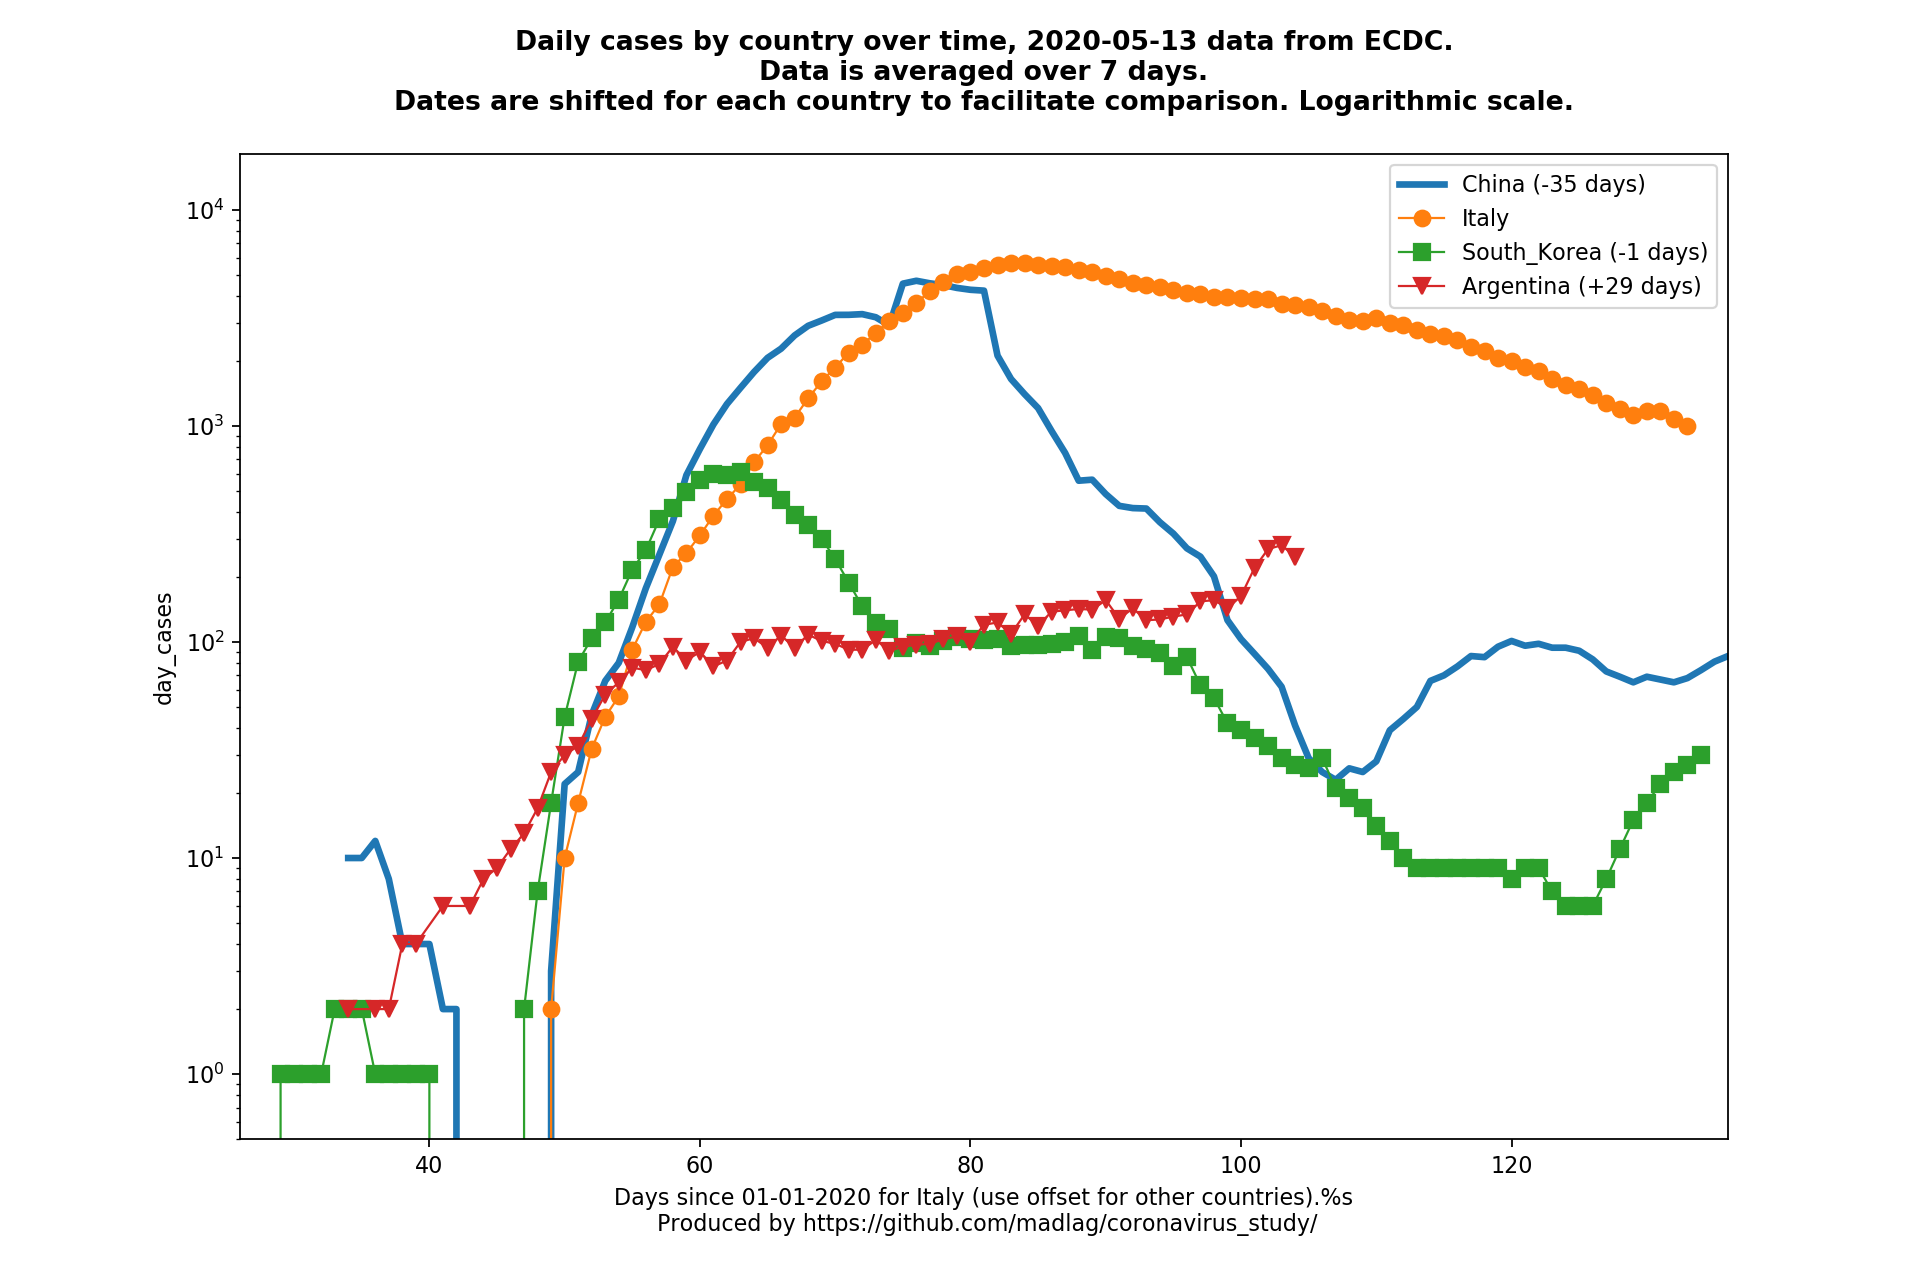 Daily cases by country over time, 2020-05-13 data from ECDC.
Data is averaged over 7 days.
Dates are shifted for each country to facilitate comparison. Logarithmic scale.
China (-35 days)
Italy
South_Korea (-1 days)
Argentina (+29 days)
10^4
10^3
10^2
10^1
10^0
day_cases
40 60 80 100 120
Days since 01-01-2020 for Italy (use offset for other countries).%s
Produced by https://github.com/madlag/coronavirus_study/